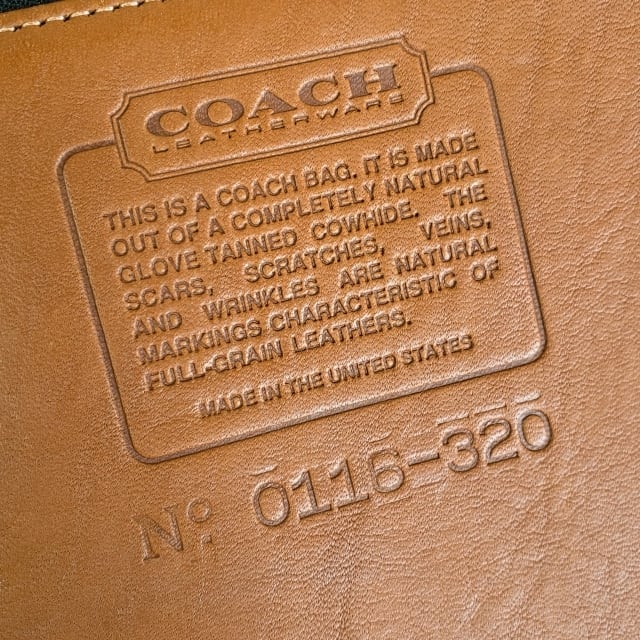 COACH
LEATHERWARE
THIS IS A COACH BAG. IT IS MADE
OUT OF A COMPLETELY NATURAL
GLOVE TANNED COWHIDE. THE
SCARS, SCRATCHES, VEINS,
AND WRINKLES ARE NATURAL
MARKINGS CHARACTERISTIC OF
FULL-GRAIN LEATHERS.
MADE IN THE UNITED STATES
Nº 0116-320